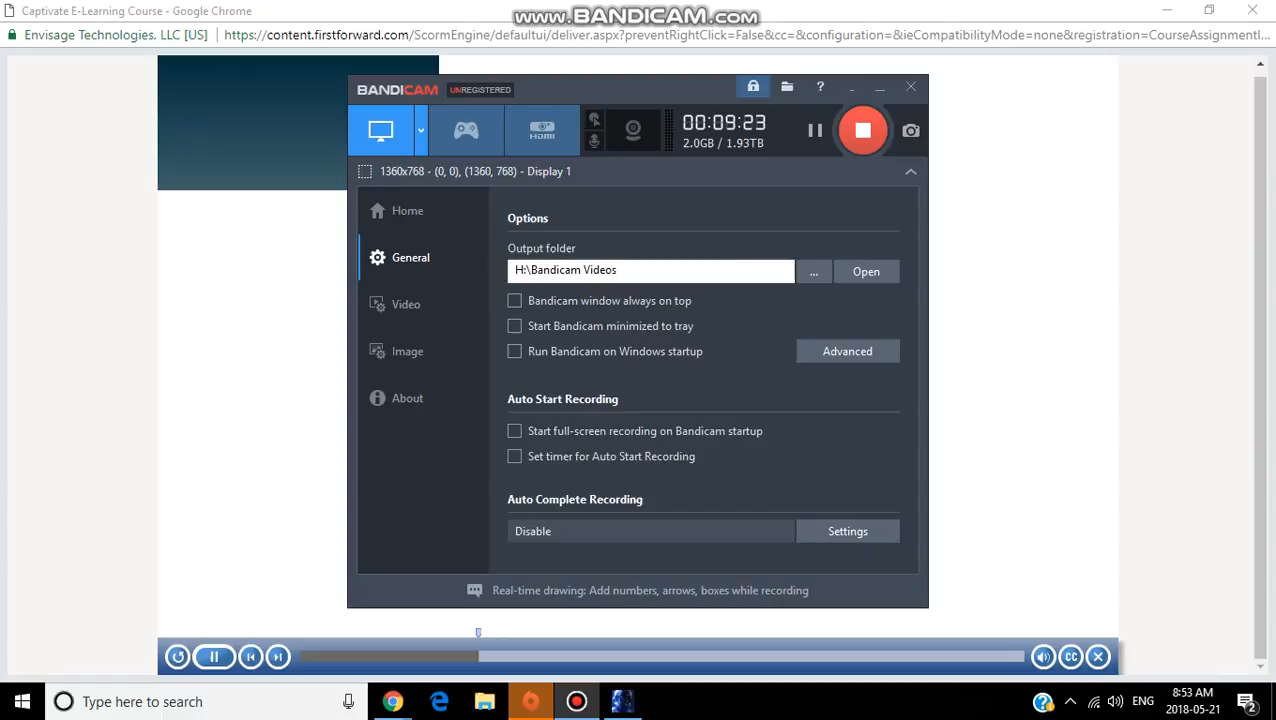 Captivate E-Learning Course - Google Chrome
www.BANDICAM.com
Envisage Technologies, LLC [US]
https://content.firstforward.com/ScormEngine/defaultui/deliver.aspx?preventRightClick=False&cc=&configuration=&ieCompatibilityMode=none&registration=CourseAssignmentI...
BANDICAM
UNREGISTERED
?
HDMI
00:09:23
2.0GB / 1.93TB
1360x768 - (0, 0), (1360, 768) - Display 1
Home
General
Video
Image
About
Options
Output folder
H:\Bandicam Videos
...
Open
Bandicam window always on top
Start Bandicam minimized to tray
Run Bandicam on Windows startup
Advanced
Auto Start Recording
Start full-screen recording on Bandicam startup
Set timer for Auto Start Recording
Auto Complete Recording
Disable
Settings
Real-time drawing: Add numbers, arrows, boxes while recording
CC
Type here to search
ENG
8:53 AM
2018-05-21
2